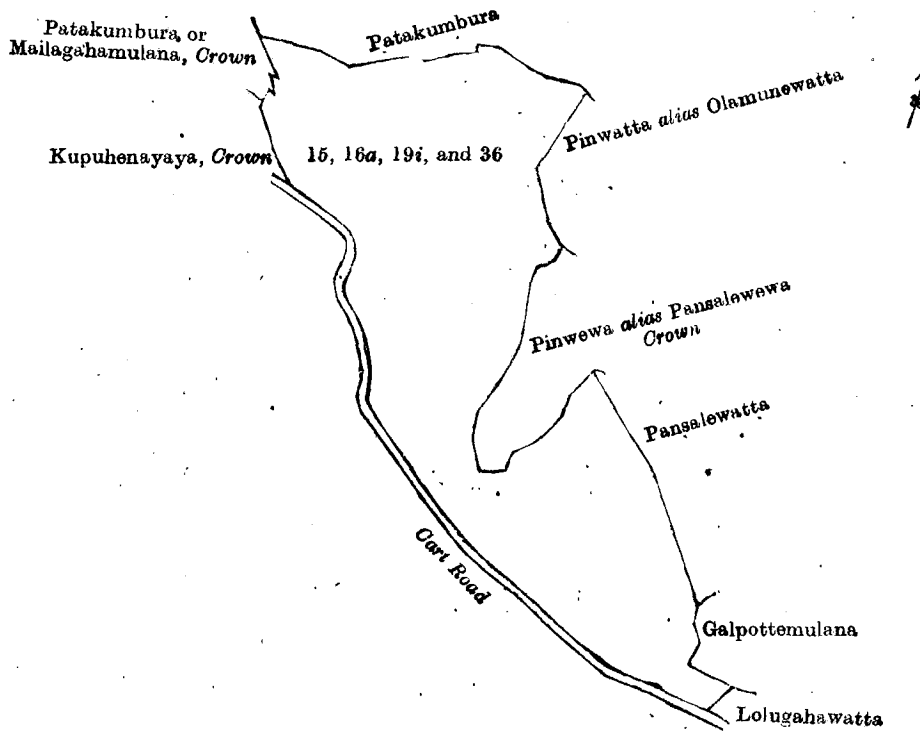 Patakumbura, or
Mailagahamulana, Crown
Patakumbura
Pinwatta alias Olamunewatta
Kupuhenayaya, Crown
15, 16a, 19i, and 36
Pinwewa alias Pansalewewa
Crown
Pansalewatta
Cart Road
Galpottemulana
Lolugahawatta